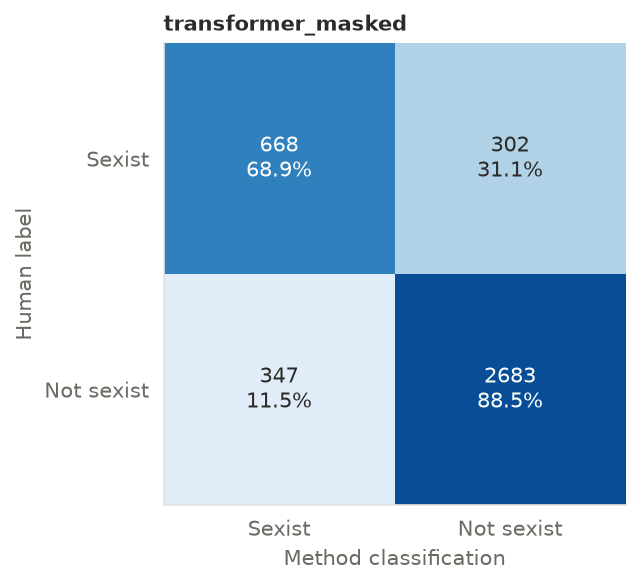 transformer_masked
Human label
Sexist
668
68.9%
302
31.1%
Not sexist
347
11.5%
2683
88.5%
Sexist
Not sexist
Method classification